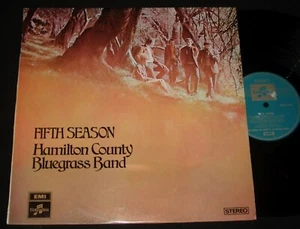 FIFTH SEASON
Hamilton County
Bluegrass Band
EMI
STEREO